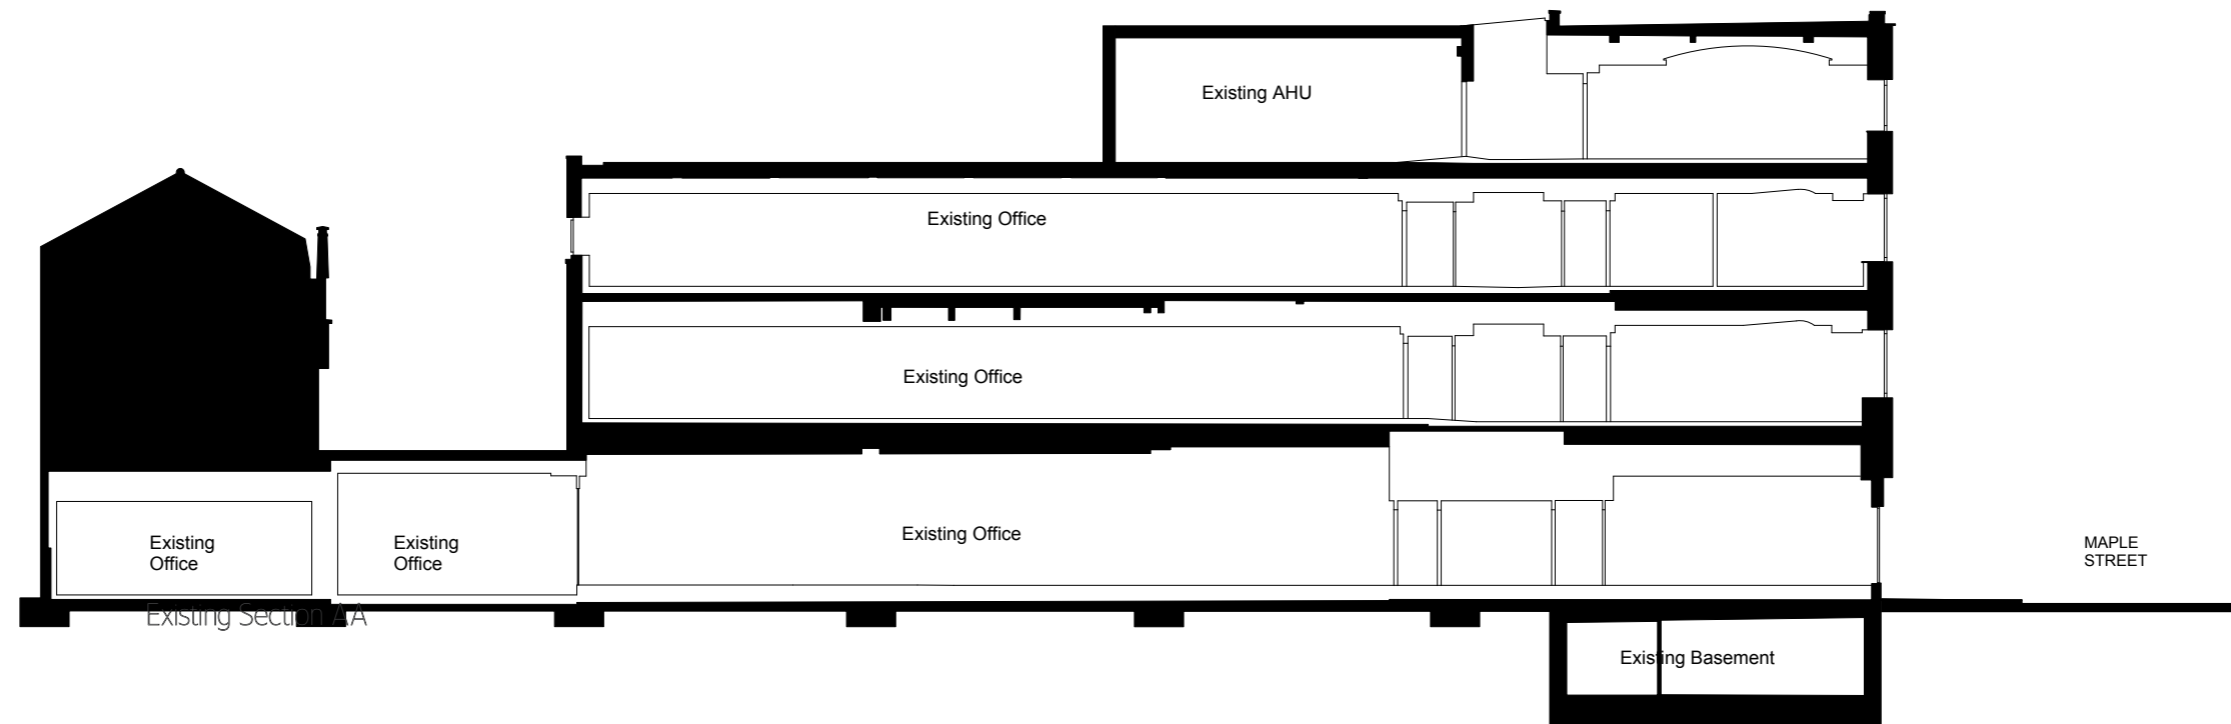 Existing AHU
Existing Office
Existing Office
Existing
Office
Existing
Office
Existing Office
MAPLE
STREET
Existing Section AA
Existing Basement